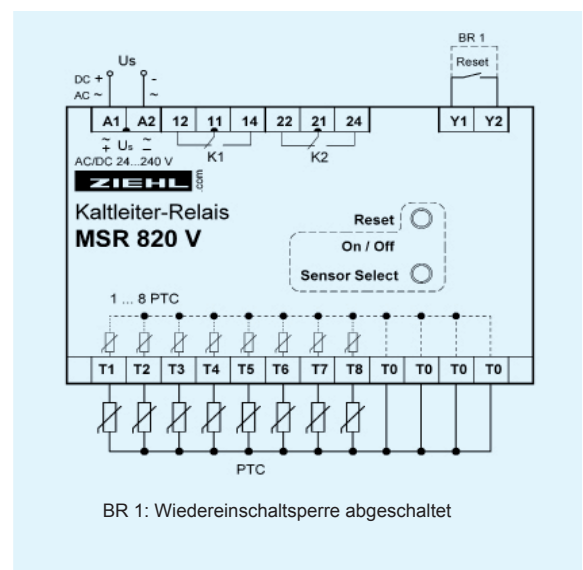 BR 1
Us
Reset
DC + -
AC ~ ~
A1 A2 12 11 14 22 21 24 Y1 Y2
~ + Us ~ −
K1 K2
AC/DC 24...240 V
ZIEHL .com
Kaltleiter-Relais
MSR 820 V
Reset
On / Off
Sensor Select
1 ... 8 PTC
T1 T2 T3 T4 T5 T6 T7 T8 T0 T0 T0 T0
PTC
BR 1: Wiedereinschaltsperre abgeschaltet